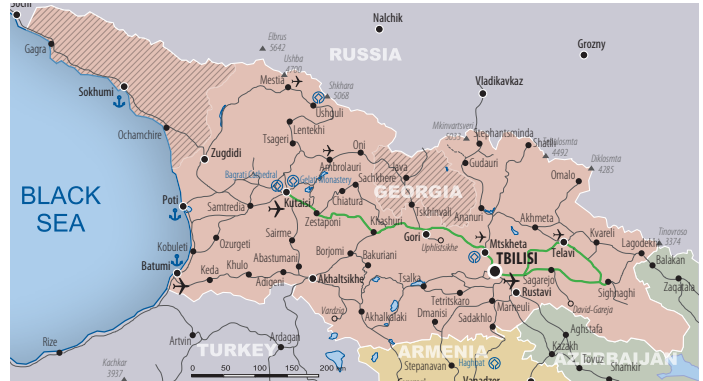 Sochi
Nalchik
Elbrus
5642
Gagra
RUSSIA
Grozny
Ushba
4700
Mestia
Shkhara
5068
Vladikavkaz
Sokhumi
Ushguli
Ochamchire
Lentekhi
Mkinvartsveri
5033
Stephantsminda
Tsageri
Oni
Shatili
Tebulosmta
4492
Zugdidi
Ambrolauri
Gudauri
Diklosmta
4285
Bagrati Cathedral
Gelati Monastery
Sachkhere
Java
Omalo
BLACK
SEA
GEORGIA
Poti
Samtredia
Kutaisi
Chiatura
Tskhinvali
Ananuri
Zestaponi
Khashuri
Akhmeta
Kvareli
Tinovroso
3374
Kobuleti
Ozurgeti
Sairme
Gori
Uplistsikhe
Mtskheta
Telavi
Lagodekhi
Borjomi
Bakuriani
TBILISI
Balakan
Batumi
Keda
Khulo
Abastumani
Adigeni
Akhaltsikhe
Tsalka
Sagarejo
Sighnaghi
Zaqatala
Rustavi
Tetritskaro
Marneuli
David-Gareja
Vardzia
Akhalkalaki
Dmanisi
Sadakhlo
Rize
Artvin
Ardagan
Aghstafa
TURKEY
ARMENIA
Kazakh
AZERBAIJAN
Kachkar
3937
Stepanavan
Haghbat
Tovuz
Shamkir
0 50 100 150 200 km
Vanadzor